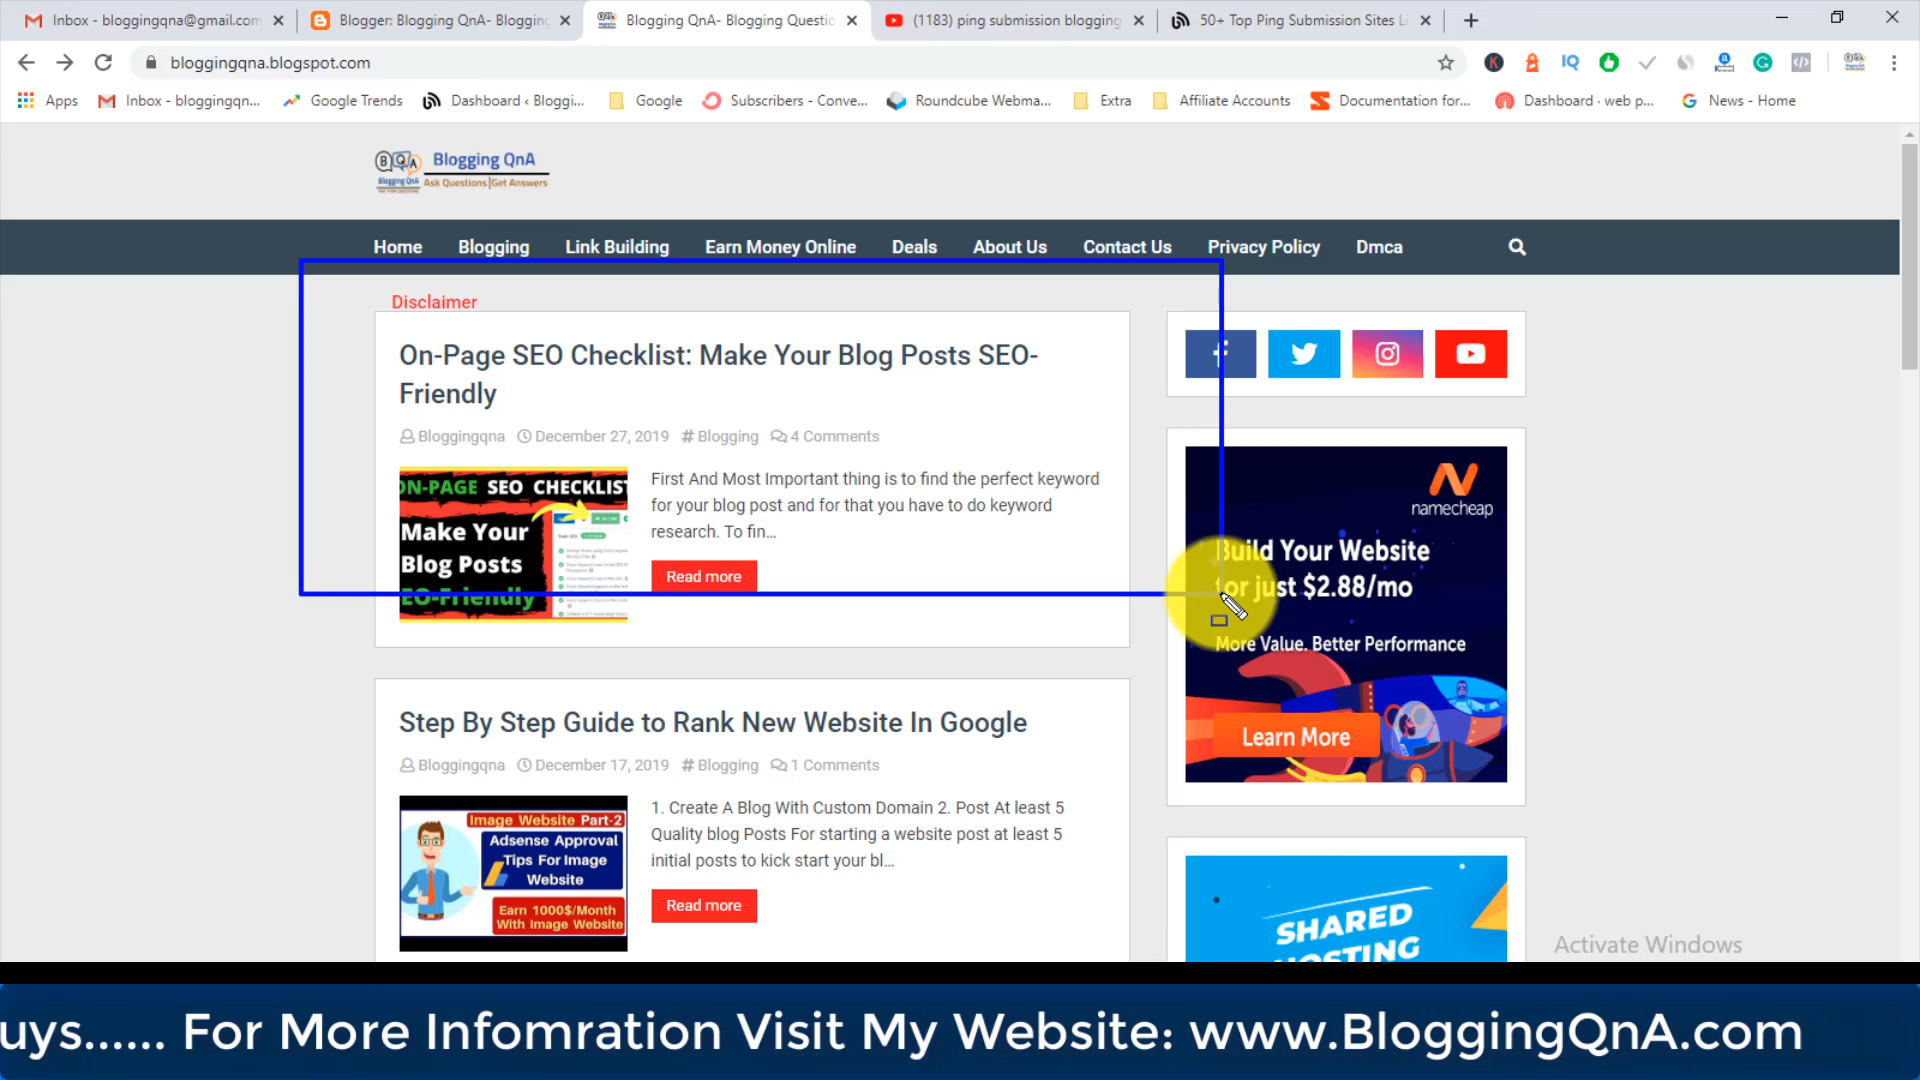 Inbox - bloggingqna@gmail.com
Blogger: Blogging QnA- Blogging
Blogging QnA- Blogging Questio
(1183) ping submission blogging
50+ Top Ping Submission Sites Li
bloggingqna.blogspot.com
Apps
Inbox - bloggingqn...
Google Trends
Dashboard ‹ Bloggi...
Google
Subscribers - Conve...
Roundcube Webma...
Extra
Affiliate Accounts
Documentation for...
Dashboard · web p...
News - Home
BQA
Blogging QnA
Blogging QnA
Ask Questions|Get Answers
Home
Blogging
Link Building
Earn Money Online
Deals
About Us
Contact Us
Privacy Policy
Dmca
Disclaimer
On-Page SEO Checklist: Make Your Blog Posts SEO-
Friendly
Bloggingqna December 27, 2019 # Blogging 4 Comments
ON-PAGE SEO CHECKLIST
Make Your
Blog Posts
EO-Friendly
First And Most Important thing is to find the perfect keyword
for your blog post and for that you have to do keyword
research. To fin...
Read more
namecheap
Build Your Website
for just $2.88/mo
More Value. Better Performance
Learn More
Step By Step Guide to Rank New Website In Google
Bloggingqna December 17, 2019 # Blogging 1 Comments
Image Website Part-2
Adsense Approval
Tips For Image
Website
Earn 1000$/Month
With Image Website
1. Create A Blog With Custom Domain 2. Post At least 5
Quality blog Posts For starting a website post at least 5
initial posts to kick start your bl...
Read more
SHARED
HOSTING
Activate Windows
uys...... For More Infomration Visit My Website: www.BloggingQnA.com